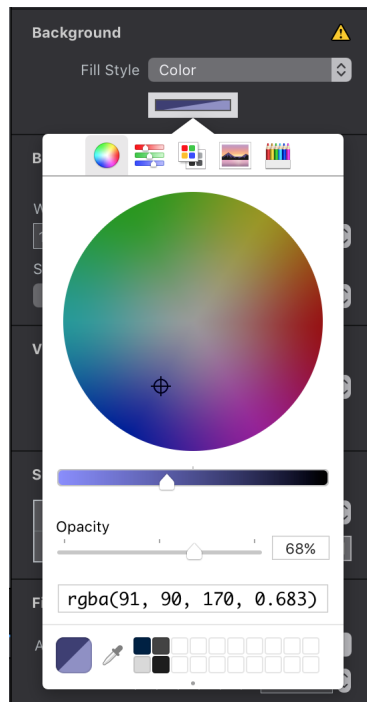 Background
Fill Style Color
Opacity
68%
rgba(91, 90, 170, 0.683)